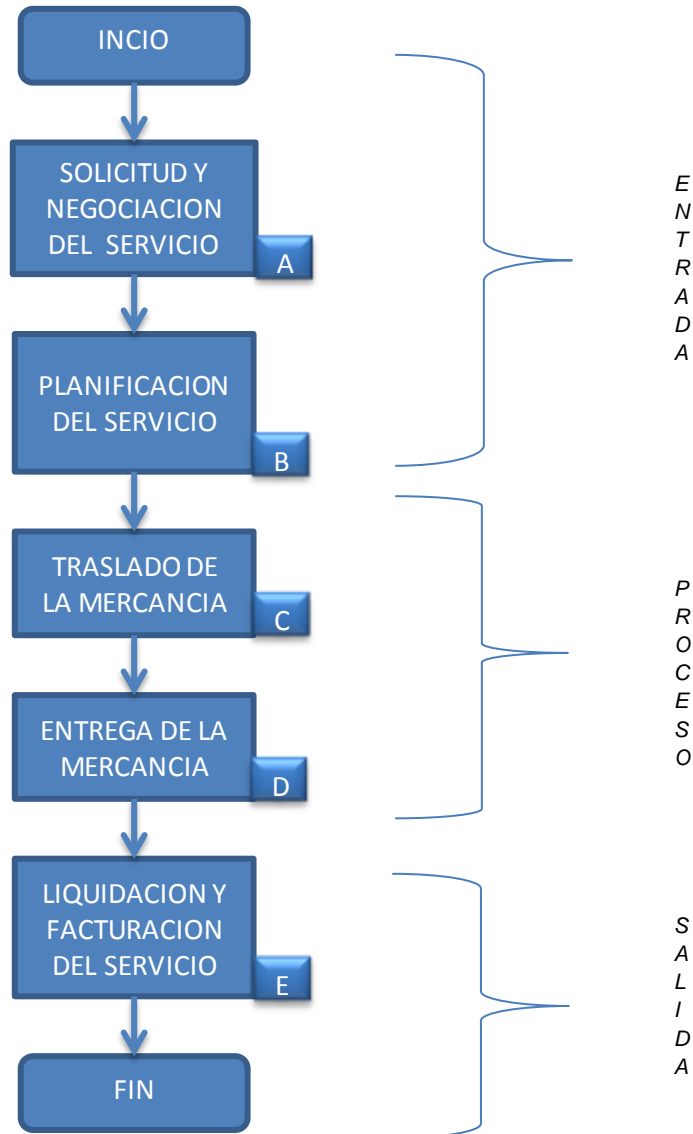 INCIO
SOLICITUD Y
NEGOCIACION
DEL SERVICIO
A
PLANIFICACION
DEL SERVICIO
B
E
N
T
R
A
D
A
TRASLADO DE
LA MERCANCIA
C
ENTREGA DE LA
MERCANCIA
D
P
R
O
C
E
S
O
LIQUIDACION Y
FACTURACION
DEL SERVICIO
E
FIN
S
A
L
I
D
A